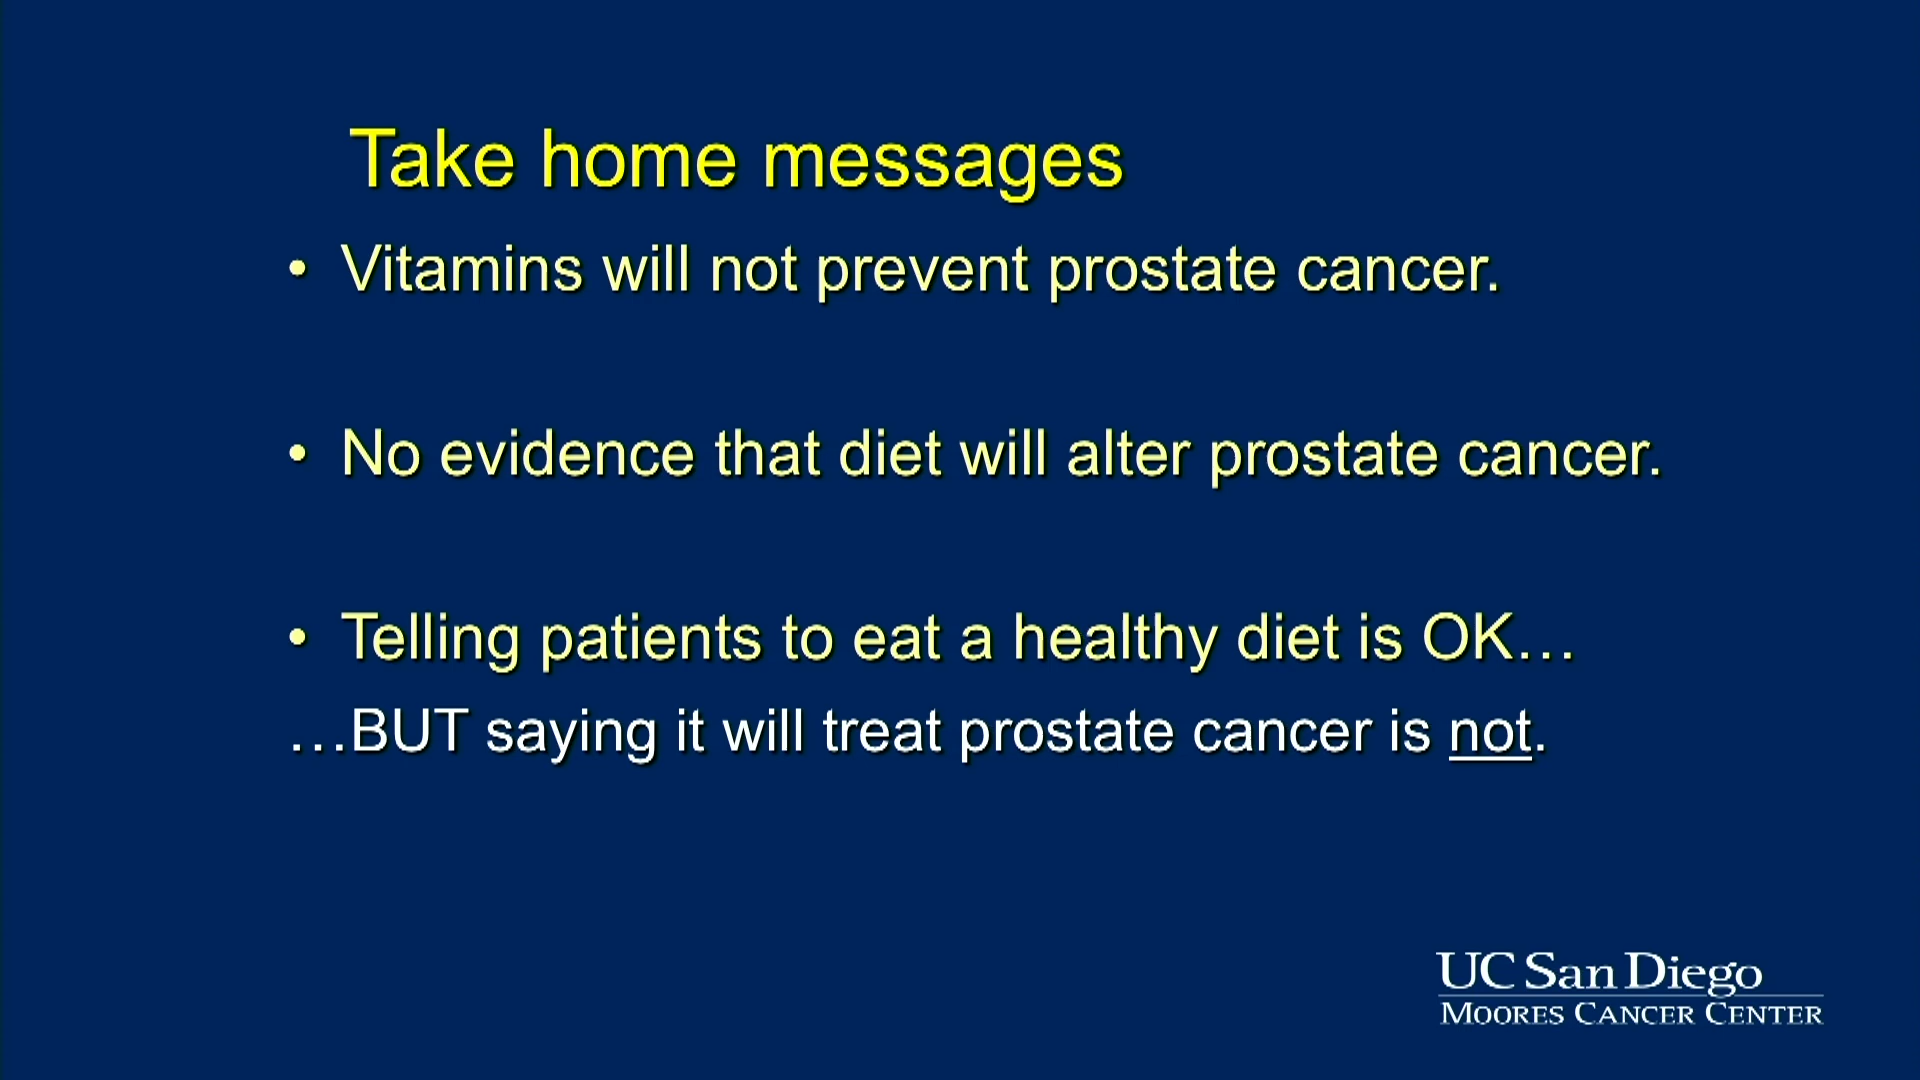 Take home messages
• Vitamins will not prevent prostate cancer.
• No evidence that diet will alter prostate cancer.
• Telling patients to eat a healthy diet is OK…
…BUT saying it will treat prostate cancer is not.
UC San Diego
MOORES CANCER CENTER